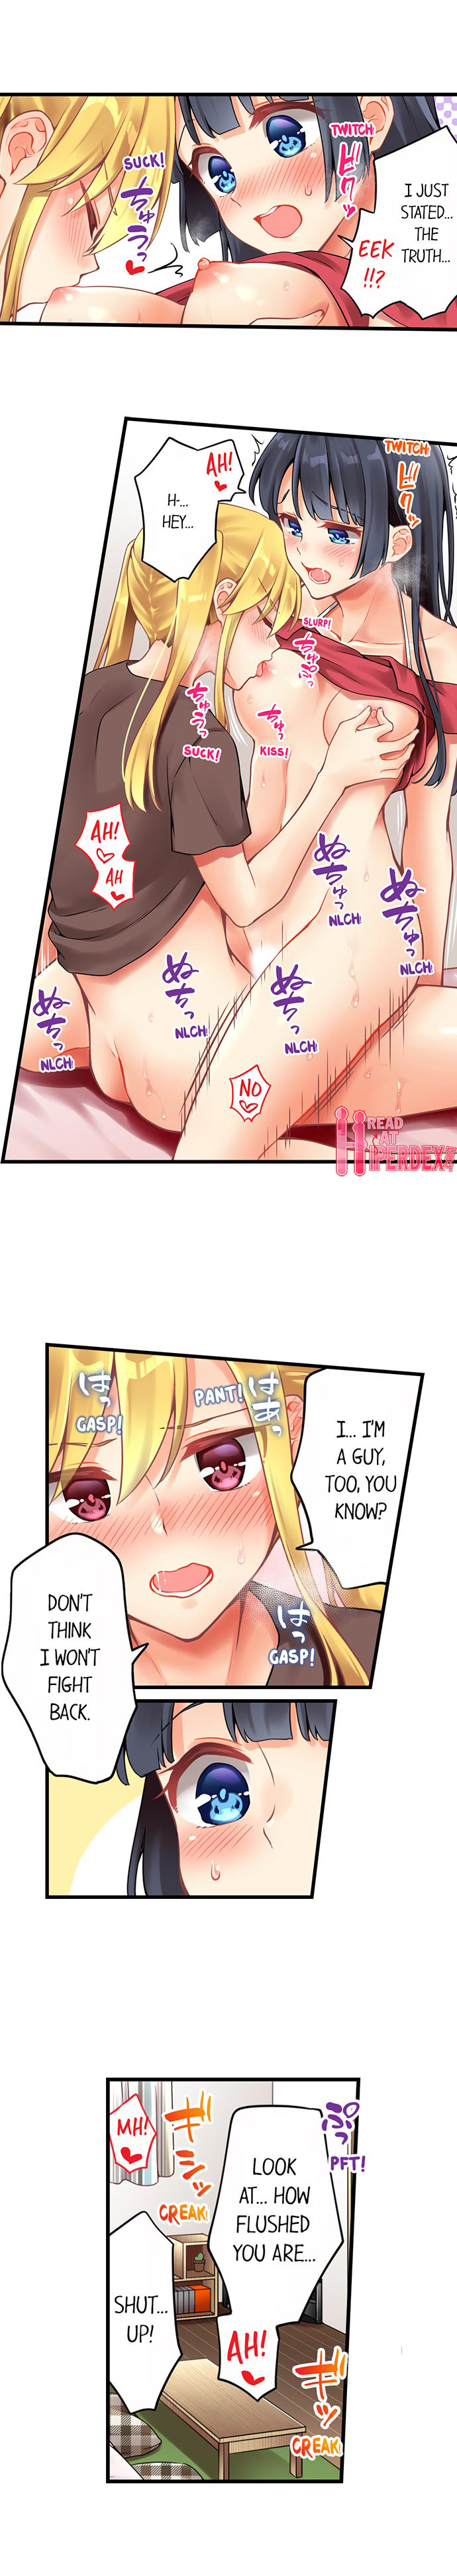 SUCK!
ちゅうっ
TWITCH
ビクッ
I JUST
STATED...
THE
TRUTH...
EEK
!!?
TWITCH
ビクッ
AH!
H-...
HEY...
SLURP!
ちゅぷっ
ちゅうっ
SUCK!
ちゅっ
KISS!
AH!
AH
ぬちゅっ
NLCH!
ぬちゅっ
NLCH!
ぬちっ
NLCH!
ぬちっ
NLCH!
ぬちっ
NLCH!
NO
READ
AT
HIPERDEX
はっ
GASP!
PANT!
はあっ
I... I'M
A GUY,
TOO, YOU
KNOW?
はっ
GASP!
DON'T
THINK
I WON'T
FIGHT
BACK.
MH!
ギシッ
CREAK!
ぷっ
PFT!
LOOK
AT... HOW
FLUSHED
YOU ARE...
AH!
SHUT...
UP!
ギッ
CREAK!